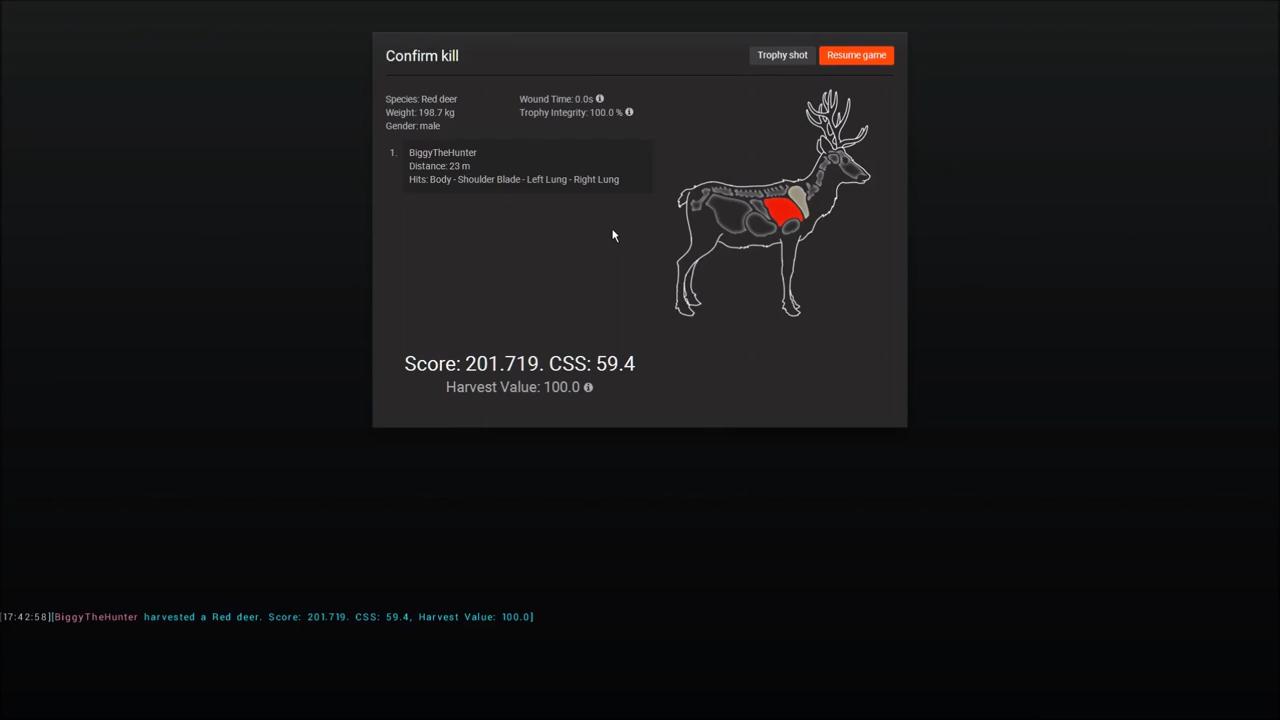 Confirm kill
Trophy shot
Resume game
Species: Red deer
Weight: 198.7 kg
Gender: male
Wound Time: 0.0s
Trophy Integrity: 100.0 %
1. BiggyTheHunter
Distance: 23 m
Hits: Body - Shoulder Blade - Left Lung - Right Lung
Score: 201.719. CSS: 59.4
Harvest Value: 100.0
[17:42:58][BiggyTheHunter harvested a Red deer. Score: 201.719. CSS: 59.4, Harvest Value: 100.0]